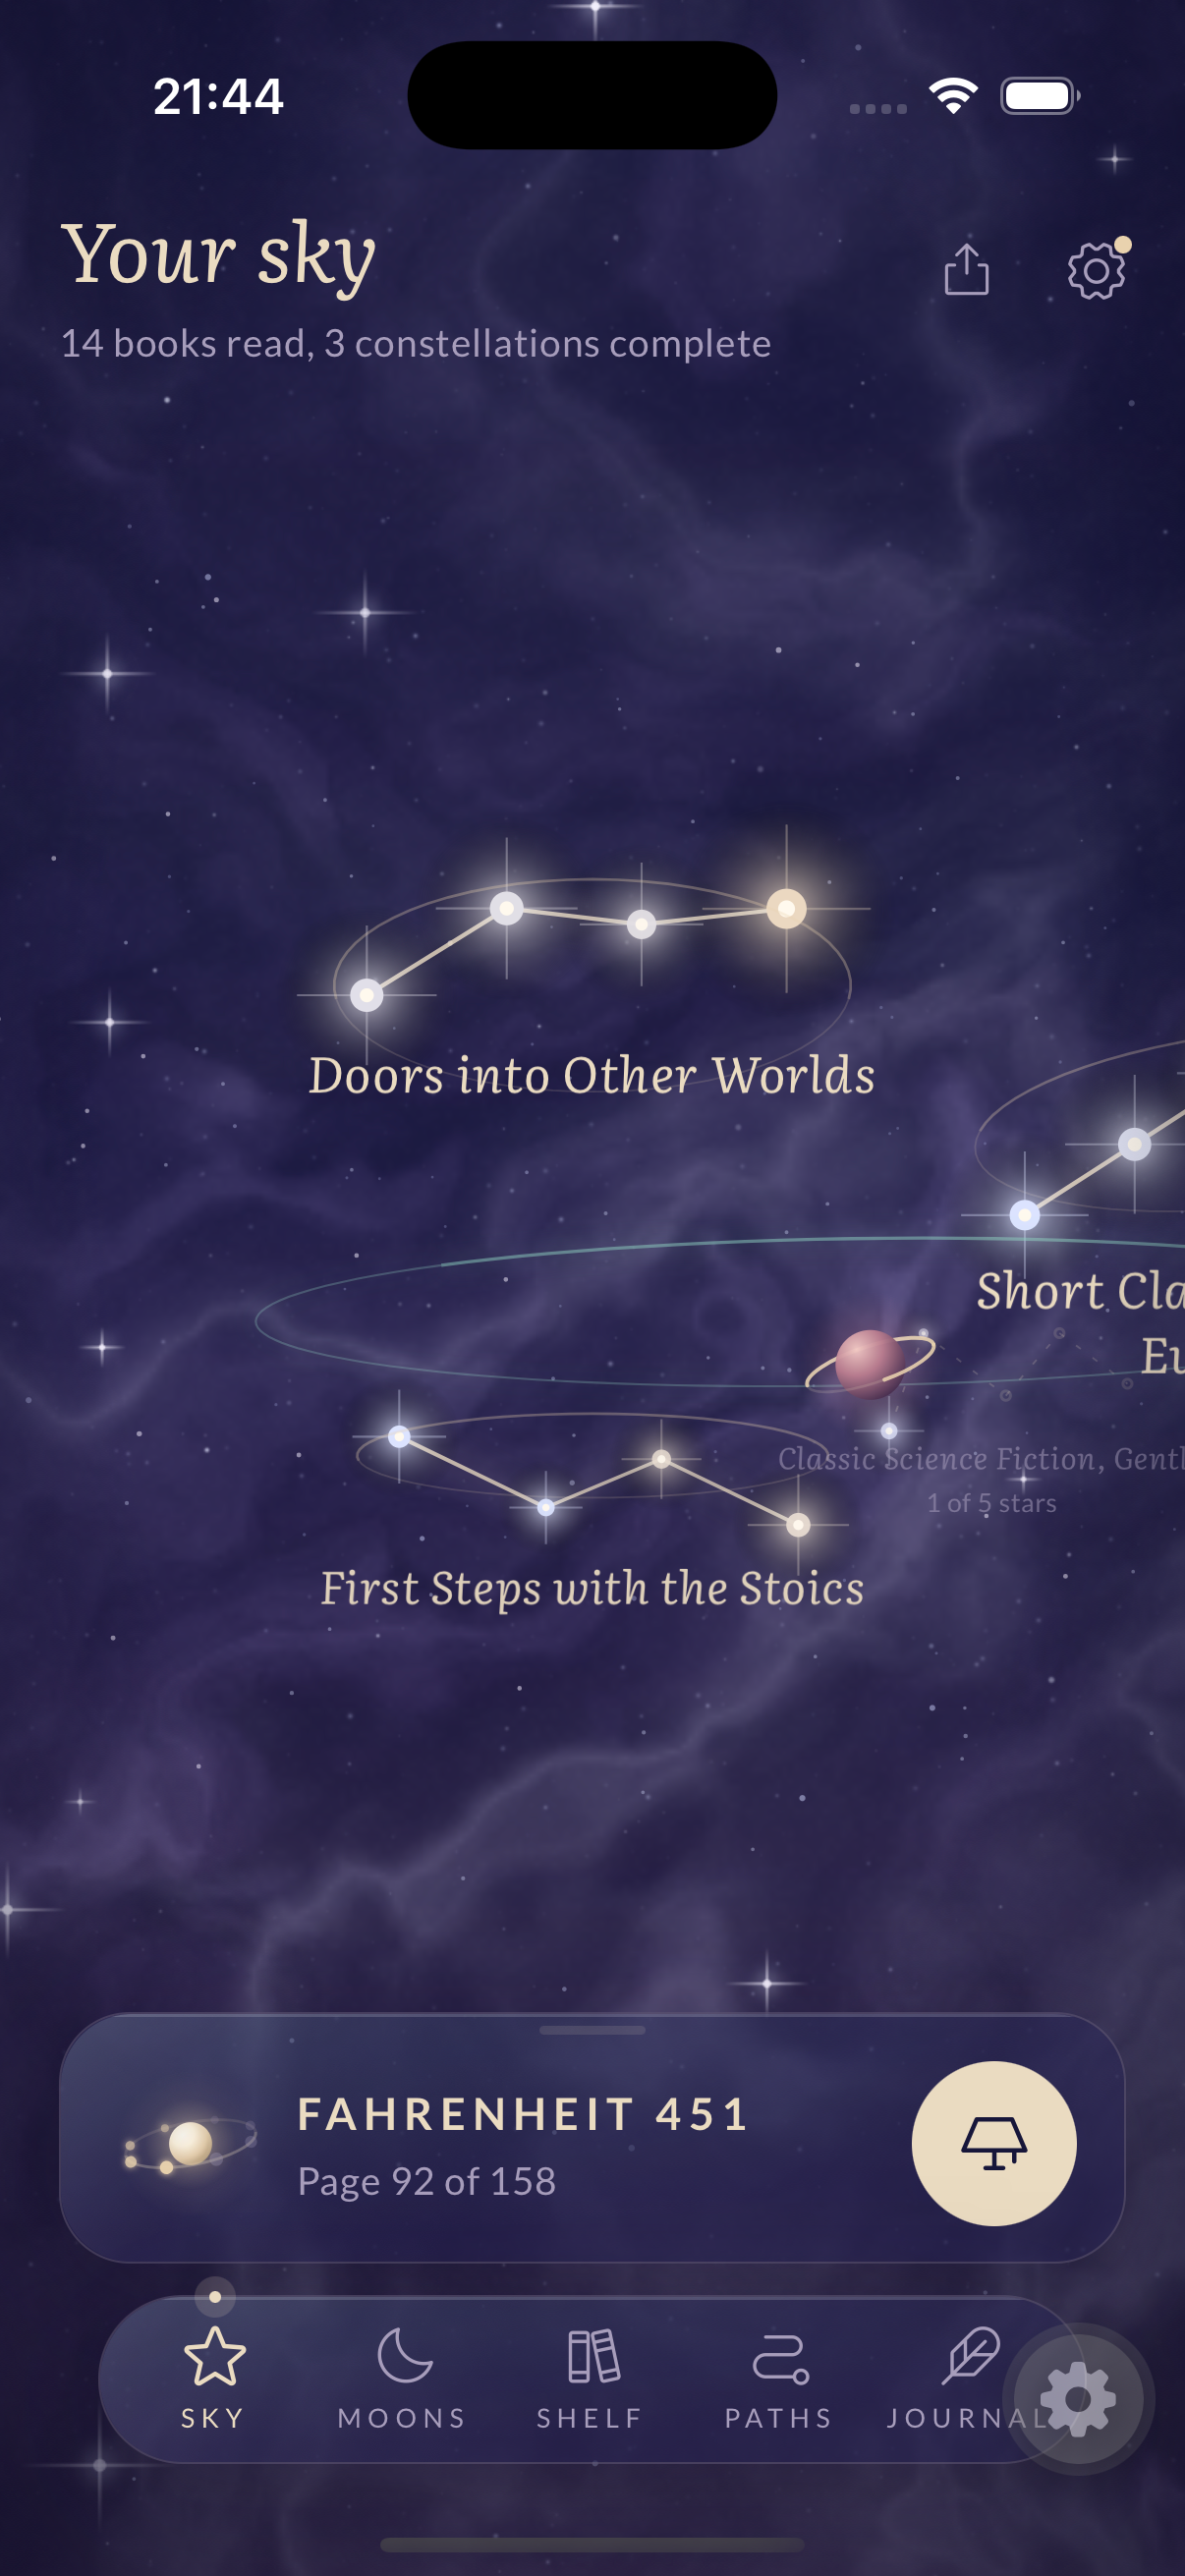 21:44
Your sky
14 books read, 3 constellations complete
Doors into Other Worlds
Short Cla
Eu
Classic Science Fiction, Gentl
1 of 5 stars
First Steps with the Stoics
FAHRENHEIT 451
Page 92 of 158
SKY
MOONS
SHELF
PATHS
JOURNAL